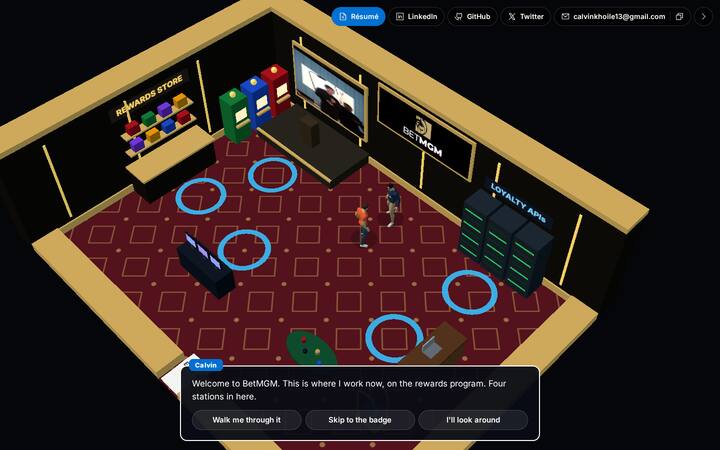 Résumé
LinkedIn
GitHub
Twitter
calvinkhoile13@gmail.com
REWARDS STORE
BETMGM
LOYALTY APIs
Calvin
Welcome to BetMGM. This is where I work now, on the rewards program. Four
stations in here.
Walk me through it
Skip to the badge
I'll look around